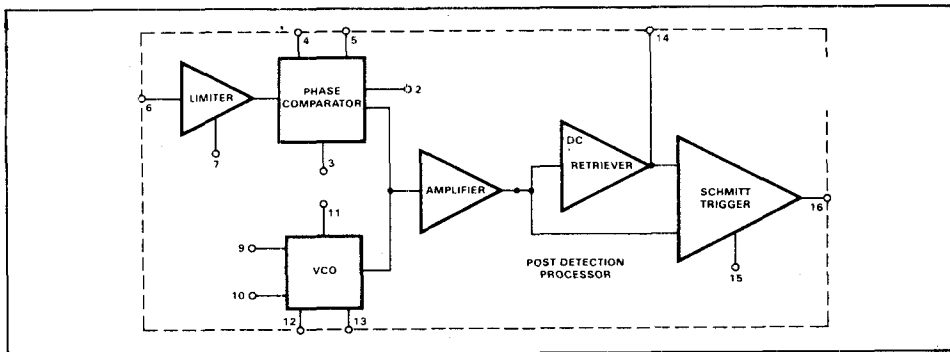 4
5
14
LIMITER
PHASE
COMPARATOR
2
6
7
3
DC
RETRIEVER
AMPLIFIER
SCHMITT
TRIGGER
16
11
9
VCO
POST DETECTION
PROCESSOR
15
10
12
13